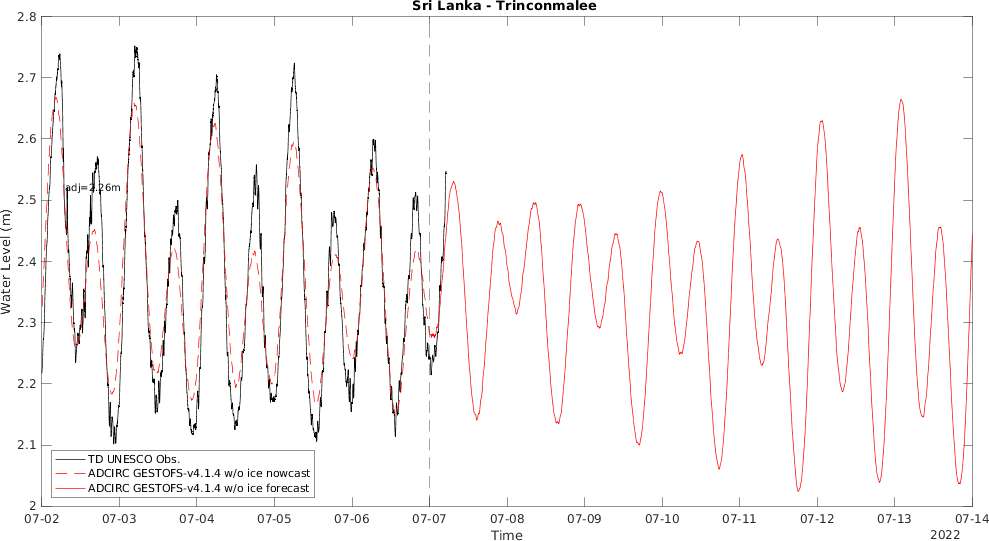 Sri Lanka - Trinconmalee
2.8
2.7
2.6
2.5
2.4
2.3
2.2
2.1
2
Water Level (m)
adj=2.26m
TD UNESCO Obs.
ADCIRC GESTOFS-v4.1.4 w/o ice nowcast
ADCIRC GESTOFS-v4.1.4 w/o ice forecast
07-02 07-03 07-04 07-05 07-06 07-07 07-08 07-09 07-10 07-11 07-12 07-13 07-14
Time
2022